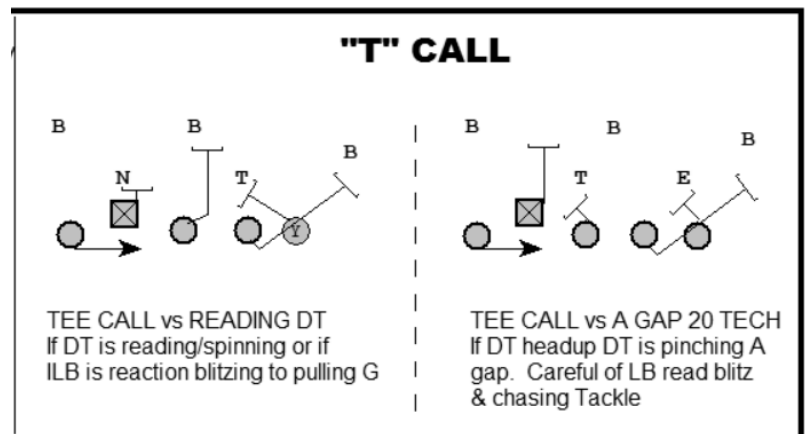 "T" CALL
B B B
N T
Y
TEE CALL vs READING DT
If DT is reading/spinning or if
ILB is reaction blitzing to pulling G
B B B
T E
TEE CALL vs A GAP 20 TECH
If DT headup DT is pinching A
gap. Careful of LB read blitz
& chasing Tackle